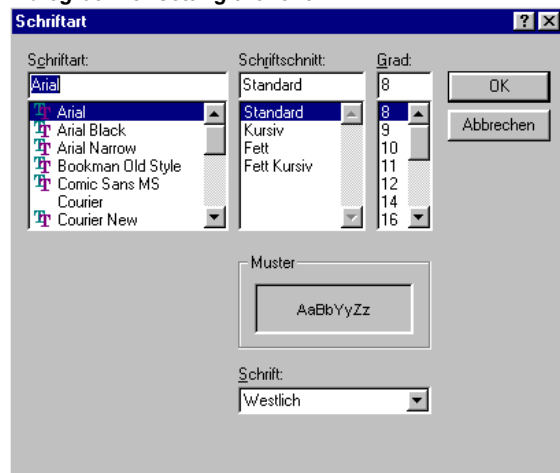 Schriftart
Schriftart:
Arial
Arial
Arial Black
Arial Narrow
Bookman Old Style
Comic Sans MS
Courier
Courier New
Schriftschnitt:
Standard
Standard
Kursiv
Fett
Fett Kursiv
Grad:
8
8
9
10
11
12
14
16
OK
Abbrechen
Muster
AaBbYyZz
Schrift:
Westlich